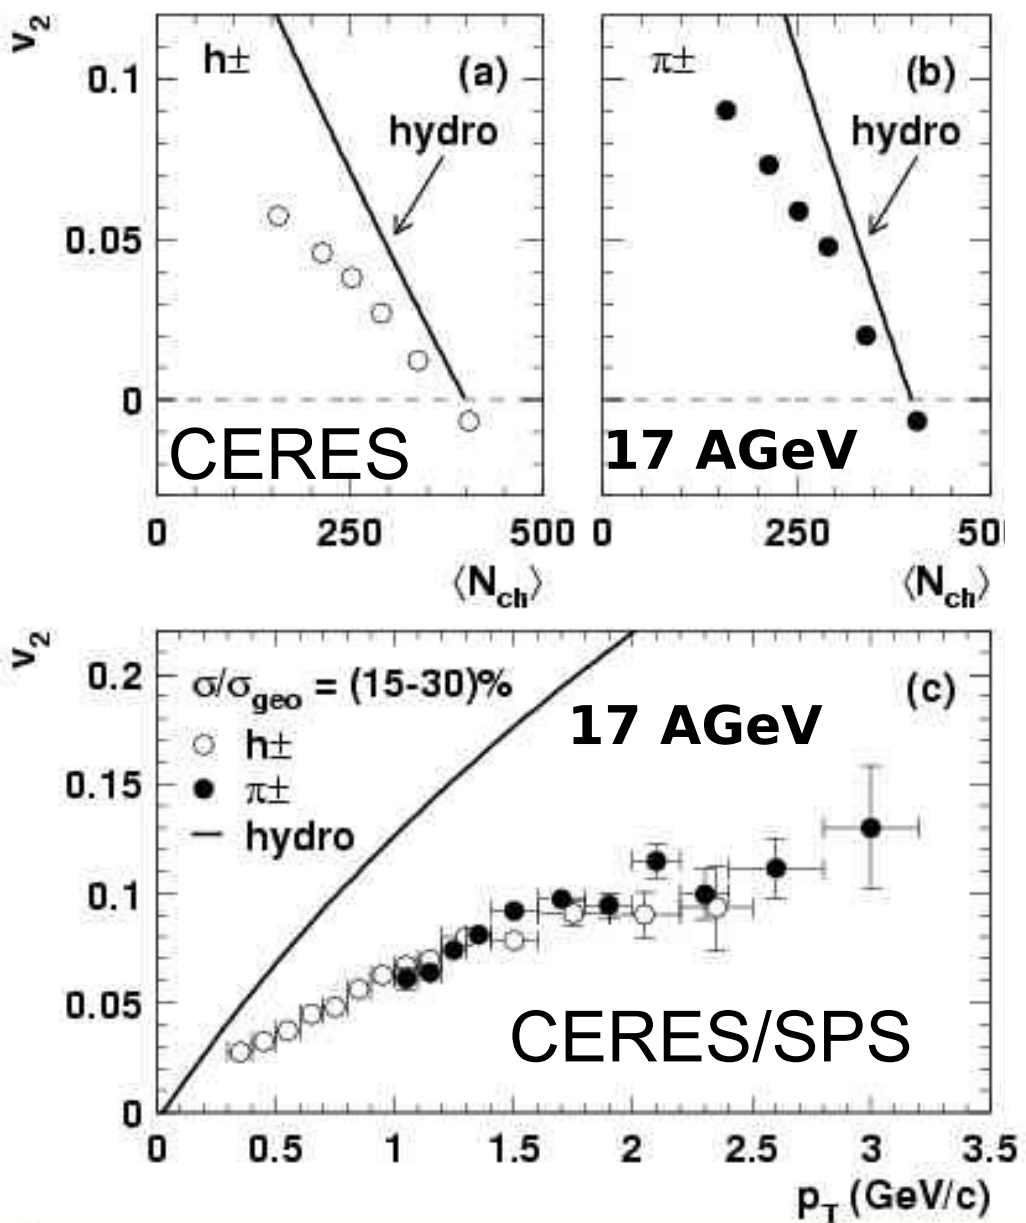 v2
0.1
0.05
0
h±
(a)
hydro
CERES
0 250 500
⟨Nch⟩
π±
(b)
hydro
17 AGeV
0 250 50
⟨Nch⟩
v2
0.2
0.15
0.1
0.05
0
σ/σgeo = (15-30)%
h±
π±
hydro
17 AGeV
(c)
CERES/SPS
0 0.5 1 1.5 2 2.5 3 3.5
pT (GeV/c)